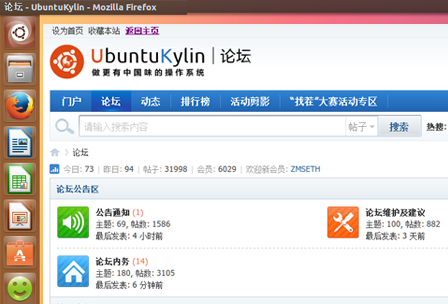 论坛 - UbuntuKylin - Mozilla Firefox
设为首页 收藏本站 返回主页
UbuntuKylin | 论坛
做更有中国味的操作系统
门户 论坛 动态 排行榜 活动剪影 “找茬”大赛活动专区
请输入搜索内容 帖子 搜索 热搜:
论坛
今日: 73 | 昨日: 94 | 帖子: 31998 | 会员: 6029 | 欢迎新会员: ZMSETH
论坛公告区
公告通知 (1)
主题: 69, 帖数: 1586
最后发表: 4 小时前
论坛维护及建议
主题: 100, 帖数: 882
最后发表: 3 天前
论坛内务 (14)
主题: 180, 帖数: 3105
最后发表: 6 分钟前